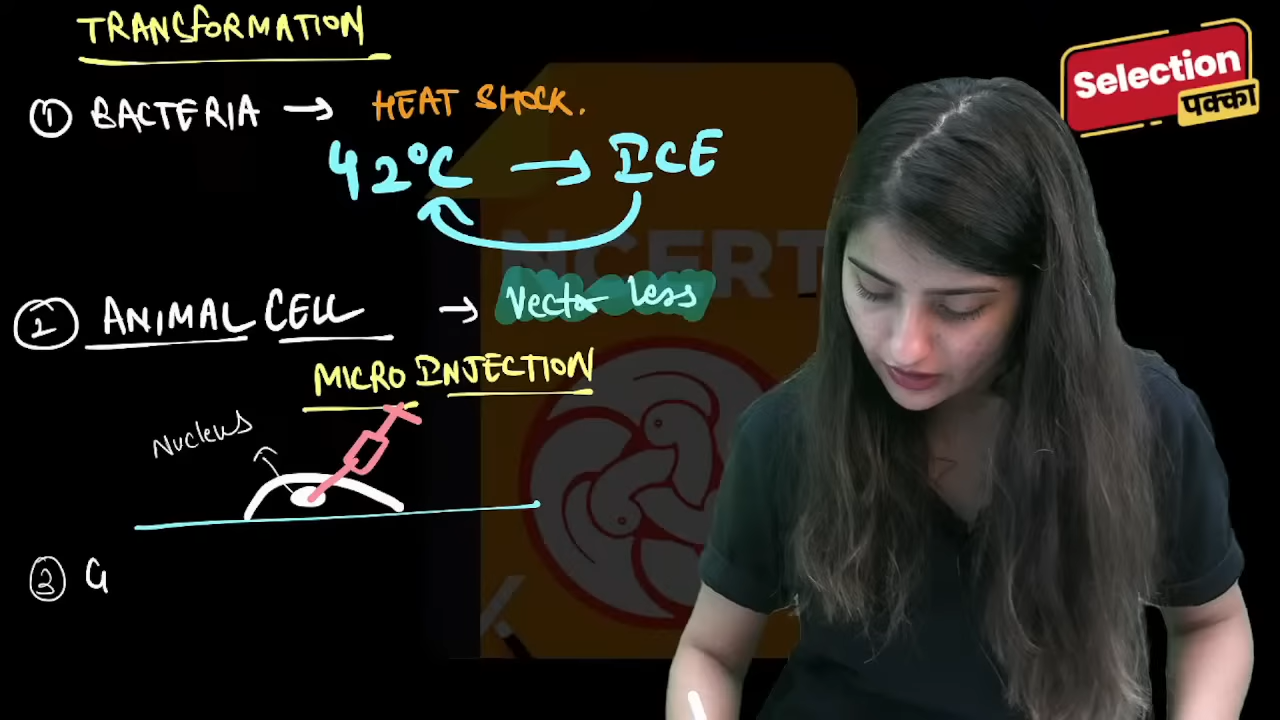 TRANSFORMATION
① BACTERIA → HEAT SHOCK.
42°C → ICE
② ANIMAL CELL → Vector less
MICRO INJECTION
Nucleus
③ G
NCERT
Selection
पक्का